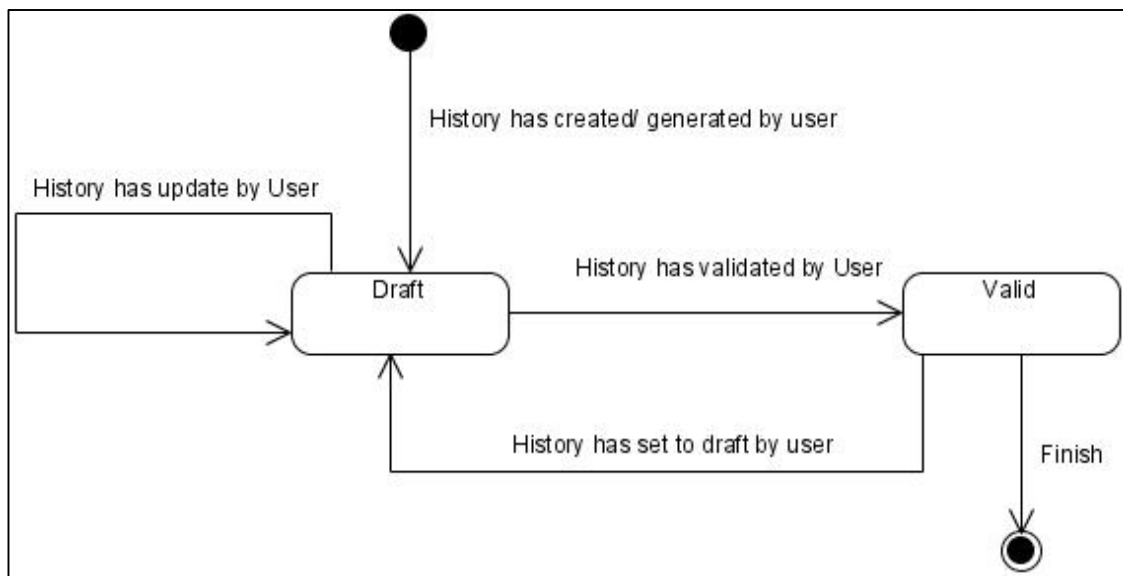 History has created/ generated by user
History has update by User
History has validated by User
Draft
Valid
History has set to draft by user
Finish